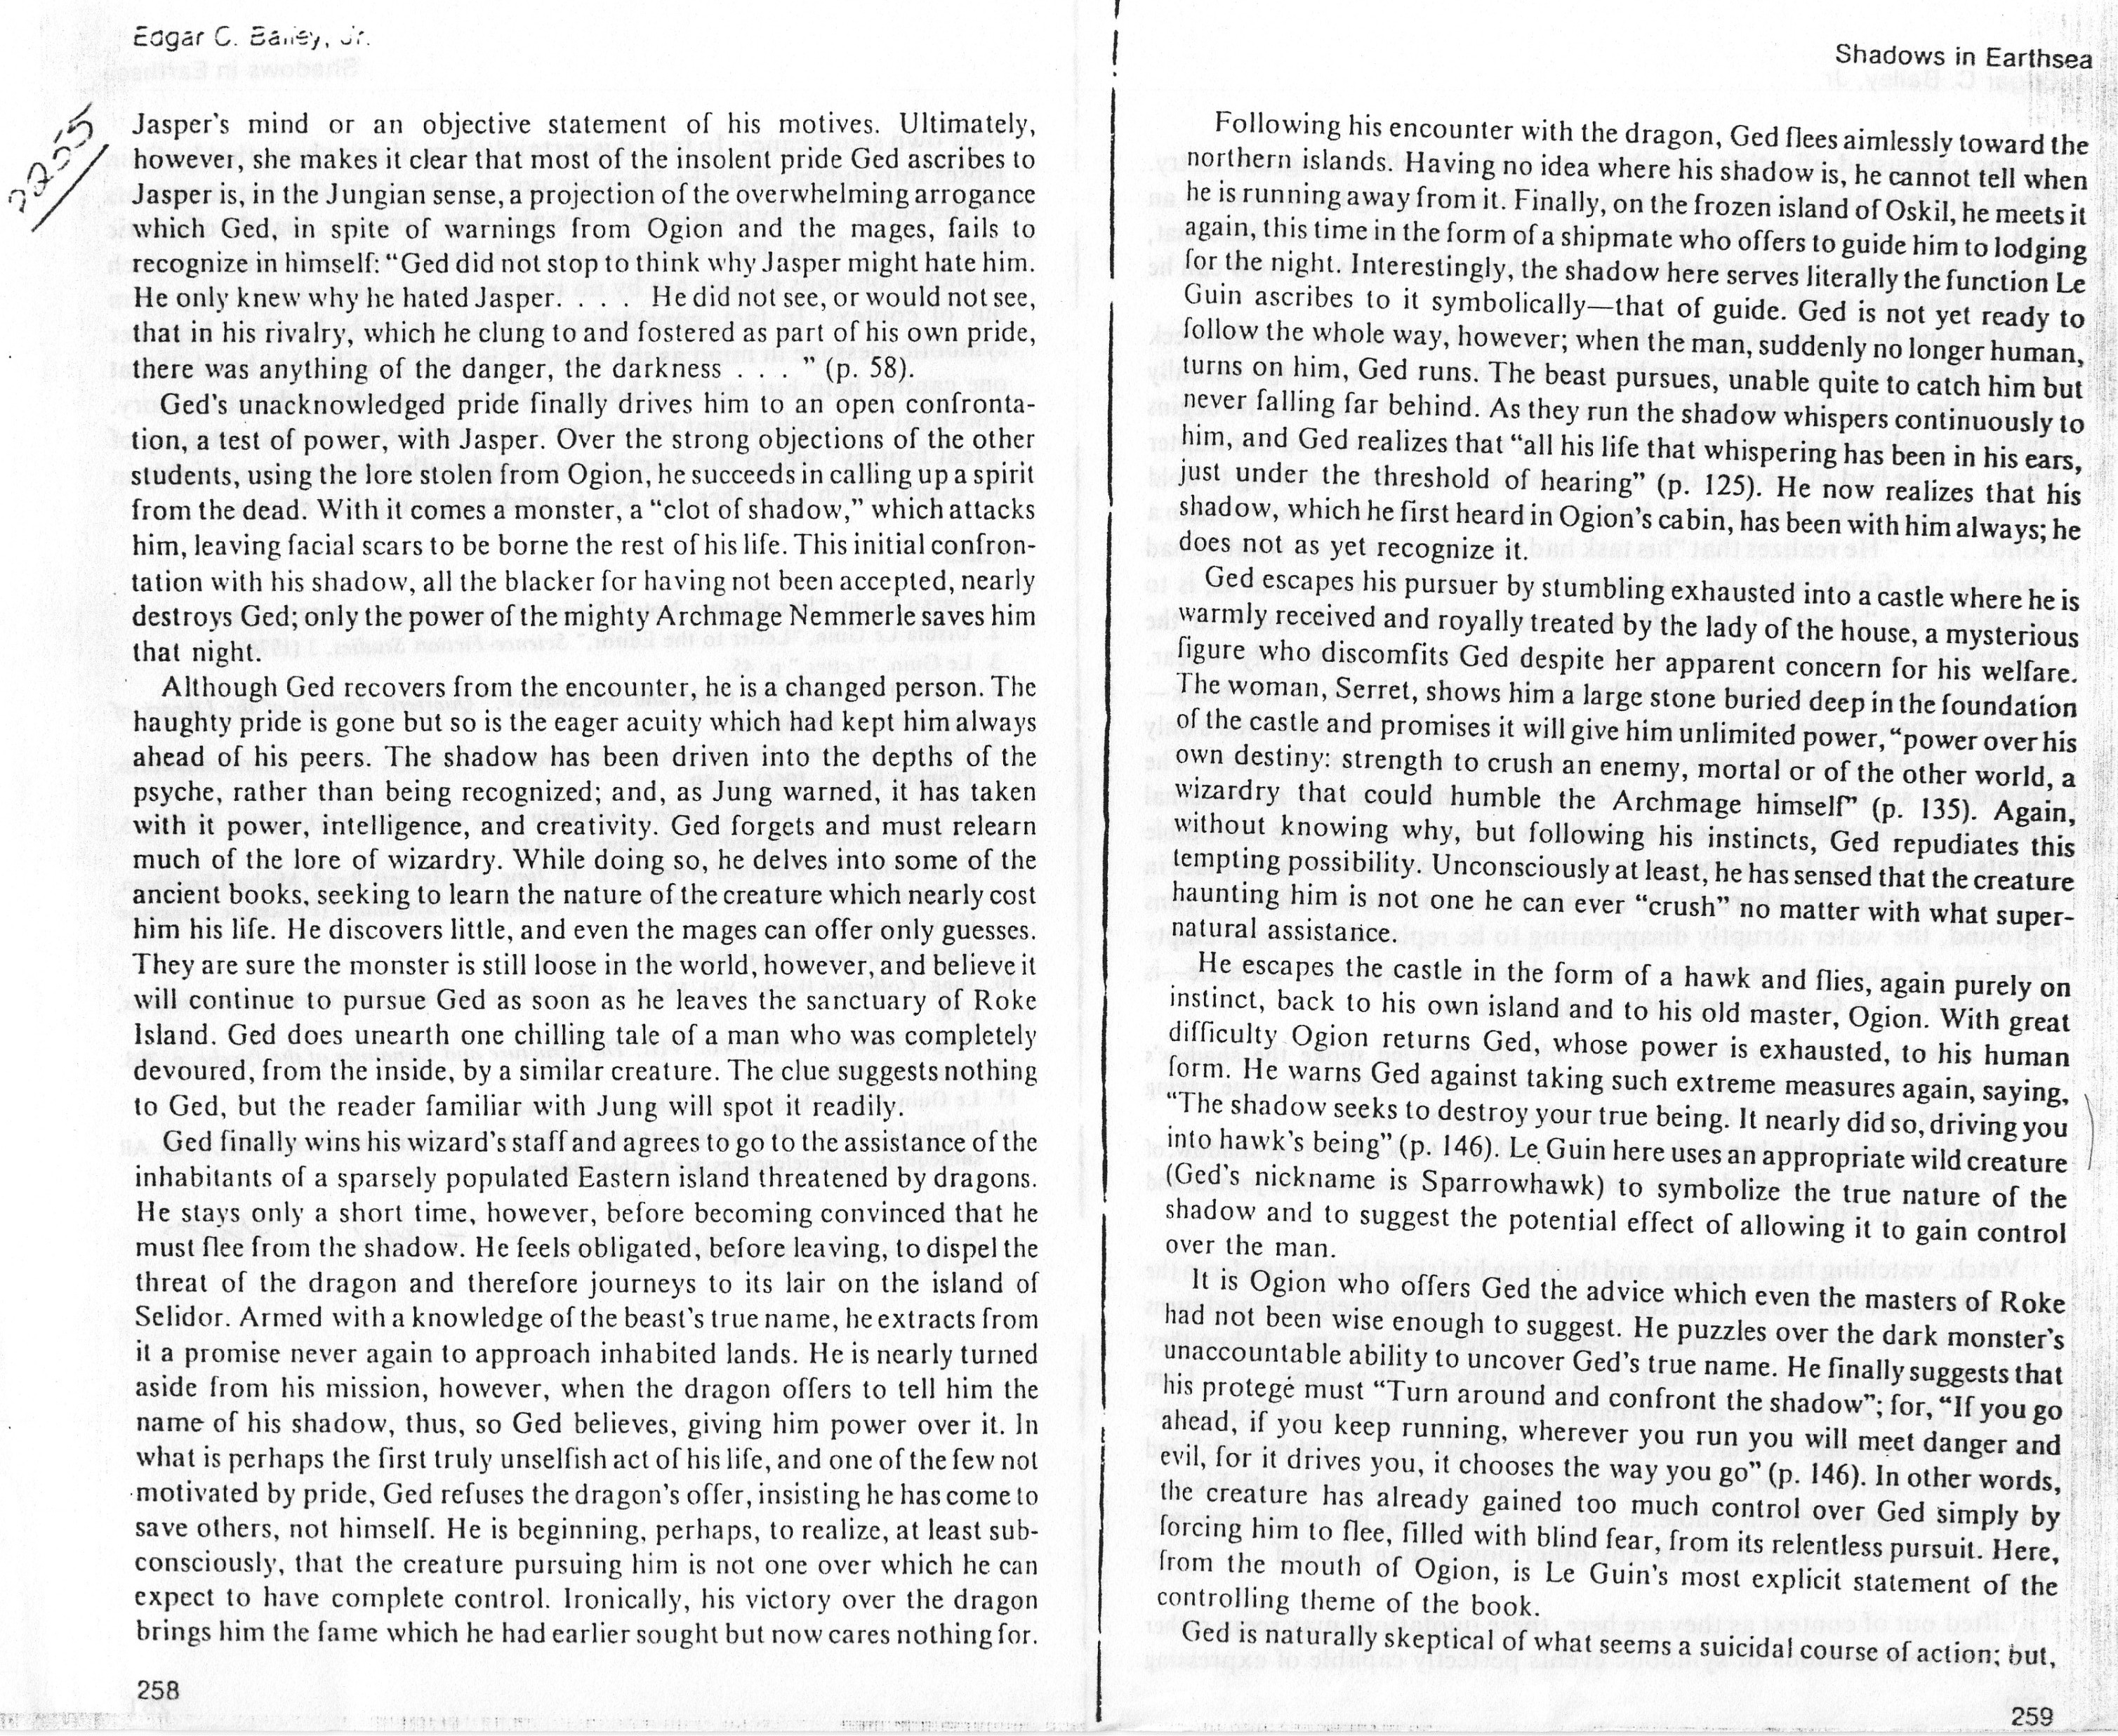 Edgar C. Bailey, Jr.
2255
Jasper's mind or an objective statement of his motives. Ultimately,
however, she makes it clear that most of the insolent pride Ged ascribes to
Jasper is, in the Jungian sense, a projection of the overwhelming arrogance
which Ged, in spite of warnings from Ogion and the mages, fails to
recognize in himself: “Ged did not stop to think why Jasper might hate him.
He only knew why he hated Jasper. . . . . He did not see, or would not see,
that in his rivalry, which he clung to and fostered as part of his own pride,
there was anything of the danger, the darkness . . . ” (p. 58).
Ged's unacknowledged pride finally drives him to an open confronta-
tion, a test of power, with Jasper. Over the strong objections of the other
students, using the lore stolen from Ogion, he succeeds in calling up a spirit
from the dead. With it comes a monster, a “clot of shadow,” which attacks
him, leaving facial scars to be borne the rest of his life. This initial confron-
tation with his shadow, all the blacker for having not been accepted, nearly
destroys Ged; only the power of the mighty Archmage Nemmerle saves him
that night.
Although Ged recovers from the encounter, he is a changed person. The
haughty pride is gone but so is the eager acuity which had kept him always
ahead of his peers. The shadow has been driven into the depths of the
psyche, rather than being recognized; and, as Jung warned, it has taken
with it power, intelligence, and creativity. Ged forgets and must relearn
much of the lore of wizardry. While doing so, he delves into some of the
ancient books, seeking to learn the nature of the creature which nearly cost
him his life. He discovers little, and even the mages can offer only guesses.
They are sure the monster is still loose in the world, however, and believe it
will continue to pursue Ged as soon as he leaves the sanctuary of Roke
Island. Ged does unearth one chilling tale of a man who was completely
devoured, from the inside, by a similar creature. The clue suggests nothing
to Ged, but the reader familiar with Jung will spot it readily.
Ged finally wins his wizard's staff and agrees to go to the assistance of the
inhabitants of a sparsely populated Eastern island threatened by dragons.
He stays only a short time, however, before becoming convinced that he
must flee from the shadow. He feels obligated, before leaving, to dispel the
threat of the dragon and therefore journeys to its lair on the island of
Selidor. Armed with a knowledge of the beast's true name, he extracts from
it a promise never again to approach inhabited lands. He is nearly turned
aside from his mission, however, when the dragon offers to tell him the
name of his shadow, thus, so Ged believes, giving him power over it. In
what is perhaps the first truly unselfish act of his life, and one of the few not
motivated by pride, Ged refuses the dragon's offer, insisting he has come to
save others, not himself. He is beginning, perhaps, to realize, at least sub-
consciously, that the creature pursuing him is not one over which he can
expect to have complete control. Ironically, his victory over the dragon
brings him the fame which he had earlier sought but now cares nothing for.
258
Shadows in Earthsea
Following his encounter with the dragon, Ged flees aimlessly toward the
northern islands. Having no idea where his shadow is, he cannot tell when
he is running away from it. Finally, on the frozen island of Oskil, he meets it
again, this time in the form of a shipmate who offers to guide him to lodging
for the night. Interestingly, the shadow here serves literally the function Le
Guin ascribes to it symbolically—that of guide. Ged is not yet ready to
follow the whole way, however; when the man, suddenly no longer human,
turns on him, Ged runs. The beast pursues, unable quite to catch him but
never falling far behind. As they run the shadow whispers continuously to
him, and Ged realizes that “all his life that whispering has been in his ears,
just under the threshold of hearing” (p. 125). He now realizes that his
shadow, which he first heard in Ogion's cabin, has been with him always; he
does not as yet recognize it.
Ged escapes his pursuer by stumbling exhausted into a castle where he is
warmly received and royally treated by the lady of the house, a mysterious
figure who discomfits Ged despite her apparent concern for his welfare.
The woman, Serret, shows him a large stone buried deep in the foundation
of the castle and promises it will give him unlimited power, “power over his
own destiny: strength to crush an enemy, mortal or of the other world, a
wizardry that could humble the Archmage himself” (p. 135). Again,
without knowing why, but following his instincts, Ged repudiates this
tempting possibility. Unconsciously at least, he has sensed that the creature
haunting him is not one he can ever “crush” no matter with what super-
natural assistance.
He escapes the castle in the form of a hawk and flies, again purely on
instinct, back to his own island and to his old master, Ogion. With great
difficulty Ogion returns Ged, whose power is exhausted, to his human
form. He warns Ged against taking such extreme measures again, saying,
“The shadow seeks to destroy your true being. It nearly did so, driving you
into hawk's being” (p. 146). Le Guin here uses an appropriate wild creature
(Ged's nickname is Sparrowhawk) to symbolize the true nature of the
shadow and to suggest the potential effect of allowing it to gain control
over the man.
It is Ogion who offers Ged the advice which even the masters of Roke
had not been wise enough to suggest. He puzzles over the dark monster's
unaccountable ability to uncover Ged's true name. He finally suggests that
his protege must “Turn around and confront the shadow”; for, “If you go
ahead, if you keep running, wherever you run you will meet danger and
evil, for it drives you, it chooses the way you go” (p. 146). In other words,
the creature has already gained too much control over Ged simply by
forcing him to flee, filled with blind fear, from its relentless pursuit. Here,
from the mouth of Ogion, is Le Guin's most explicit statement of the
controlling theme of the book.
Ged is naturally skeptical of what seems a suicidal course of action; but,
259